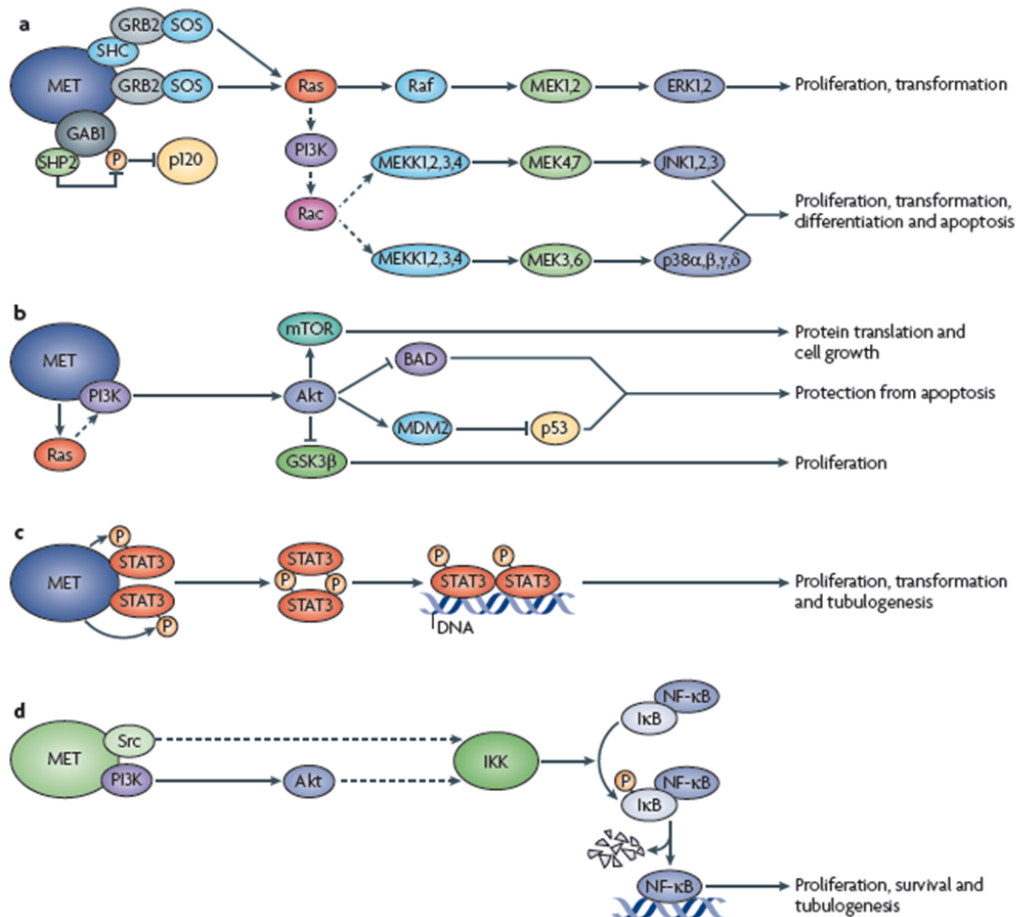 a
GRB2 SOS
SHC
MET
GRB2 SOS
Ras
Raf
MEK1,2
ERK1,2
Proliferation, transformation
GAB1
SHP2
P
p120
PI3K
MEKK1,2,3,4
MEK4,7
JNK1,2,3
Rac
Proliferation, transformation,
differentiation and apoptosis
MEKK1,2,3,4
MEK3,6
p38α,β,γ,δ
b
mTOR
Protein translation and
cell growth
MET
BAD
PI3K
Akt
Protection from apoptosis
MDM2
p53
Ras
GSK3β
Proliferation
c
P
STAT3
MET
STAT3
P
STAT3
P P
STAT3
P P
STAT3 STAT3
DNA
Proliferation, transformation
and tubulogenesis
d
NF-κB
IκB
Src
MET
IKK
PI3K
Akt
P
NF-κB
IκB
NF-κB
Proliferation, survival and
tubulogenesis